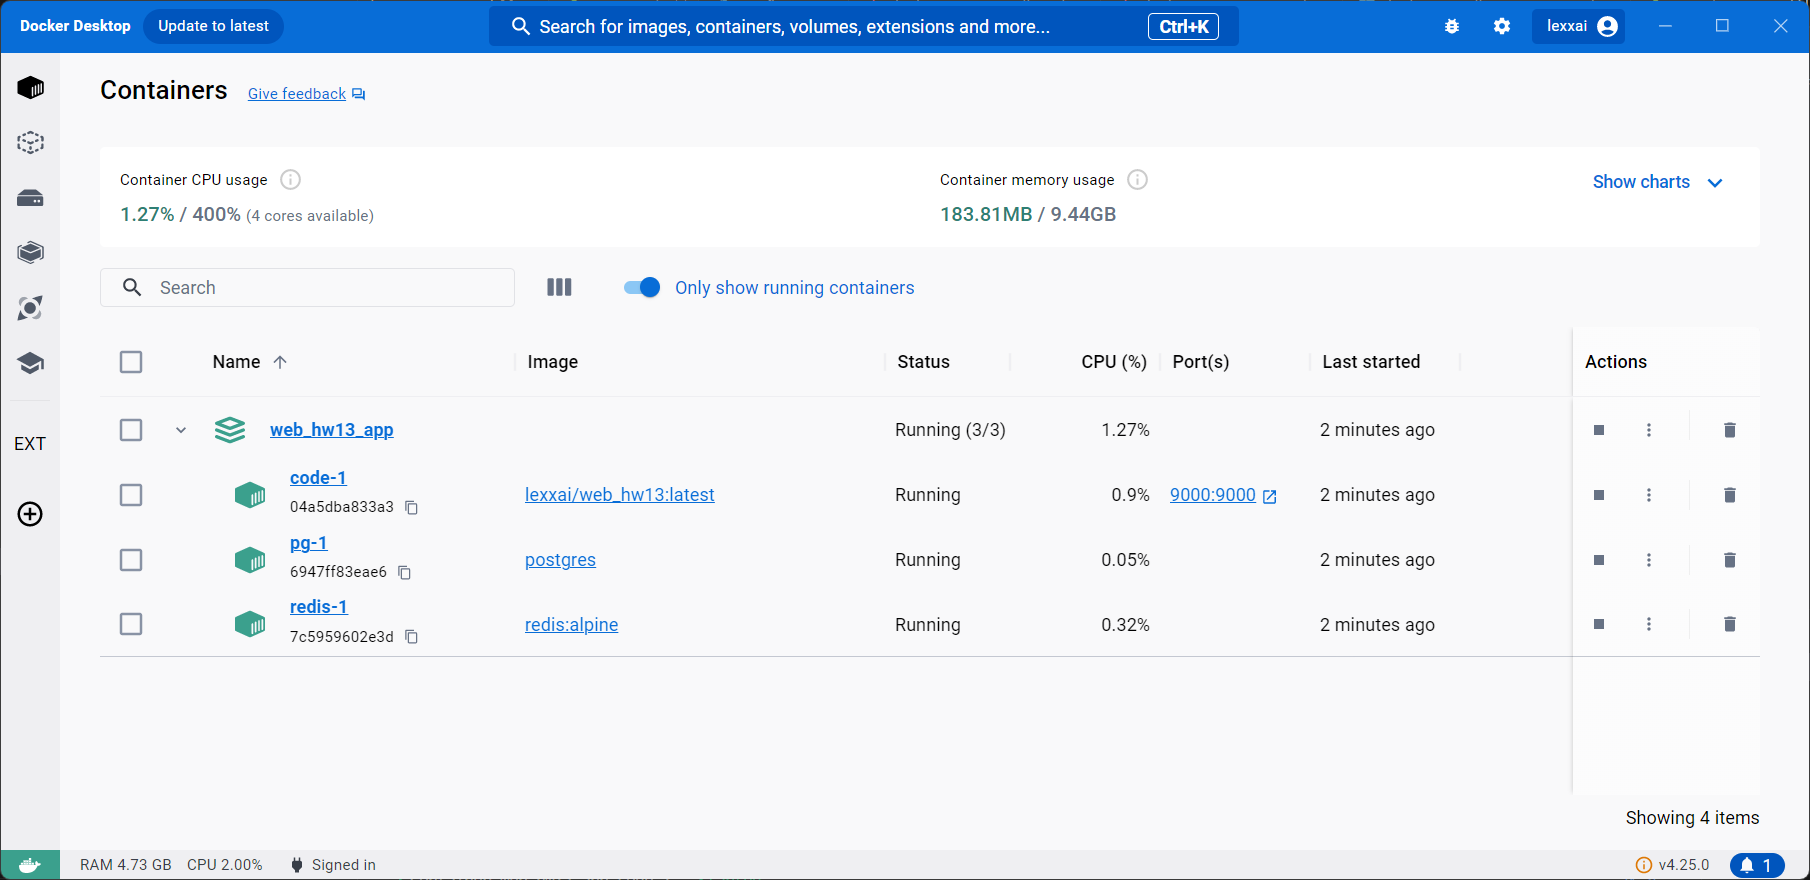 Docker Desktop Update to latest Search for images, containers, volumes, extensions and more... Ctrl+K lexxai
Containers Give feedback
Container CPU usage Container memory usage Show charts
1.27% / 400% (4 cores available) 183.81MB / 9.44GB
Search Only show running containers
Name Image Status CPU (%) Port(s) Last started Actions
web_hw13_app Running (3/3) 1.27% 2 minutes ago
code-1
04a5dba833a3 lexxai/web_hw13:latest Running 0.9% 9000:9000 2 minutes ago
pg-1
6947ff83eae6 postgres Running 0.05% 2 minutes ago
redis-1
7c5959602e3d redis:alpine Running 0.32% 2 minutes ago
EXT
Showing 4 items
RAM 4.73 GB CPU 2.00% Signed in v4.25.0 1